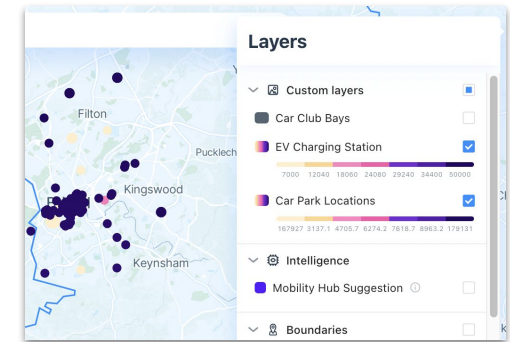 Layers
Custom layers
Car Club Bays
EV Charging Station
7000 12040 18060 24080 29240 34400 50000
Car Park Locations
167927 3137.1 4705.7 6274.2 7618.7 8963.2 179131
Intelligence
Mobility Hub Suggestion
Boundaries
Filton
Pucklech
Kingswood
Keynsham